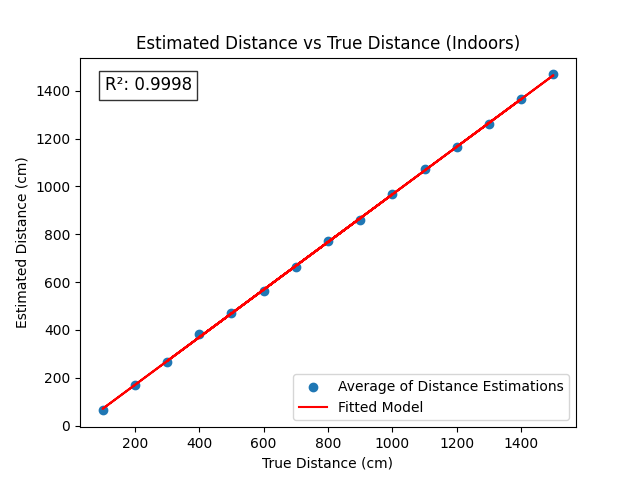 Estimated Distance vs True Distance (Indoors)
R²: 0.9998
Estimated Distance (cm)
1400
1200
1000
800
600
400
200
0
Average of Distance Estimations
Fitted Model
200 400 600 800 1000 1200 1400
True Distance (cm)